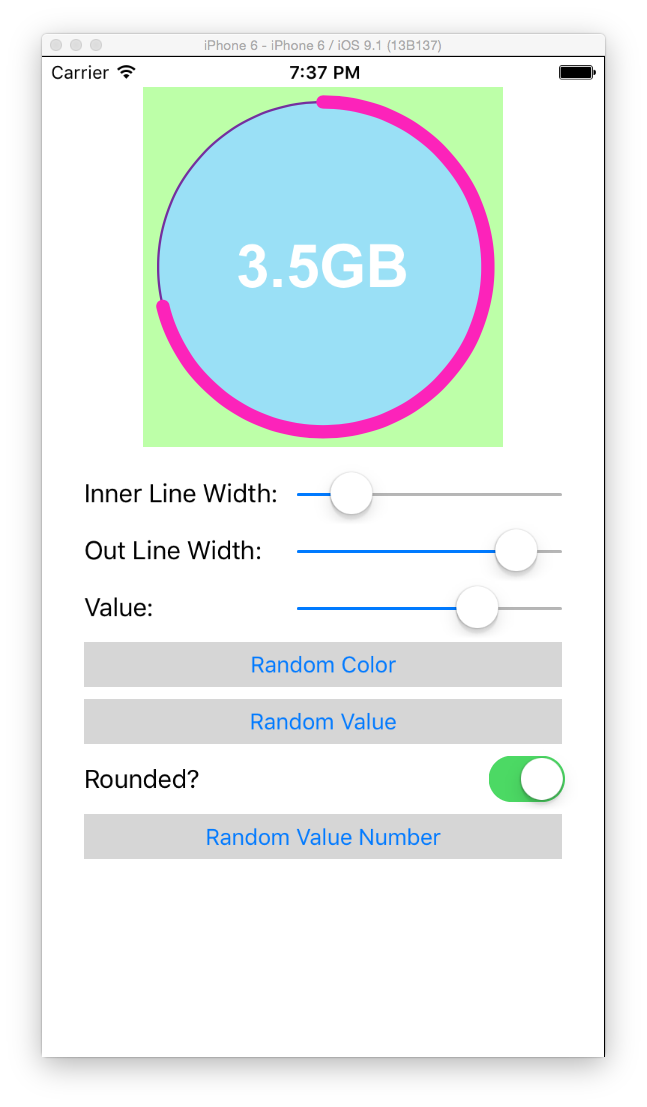 iPhone 6 - iPhone 6 / iOS 9.1 (13B137)
Carrier 7:37 PM
3.5GB
Inner Line Width:
Out Line Width:
Value:
Random Color
Random Value
Rounded?
Random Value Number